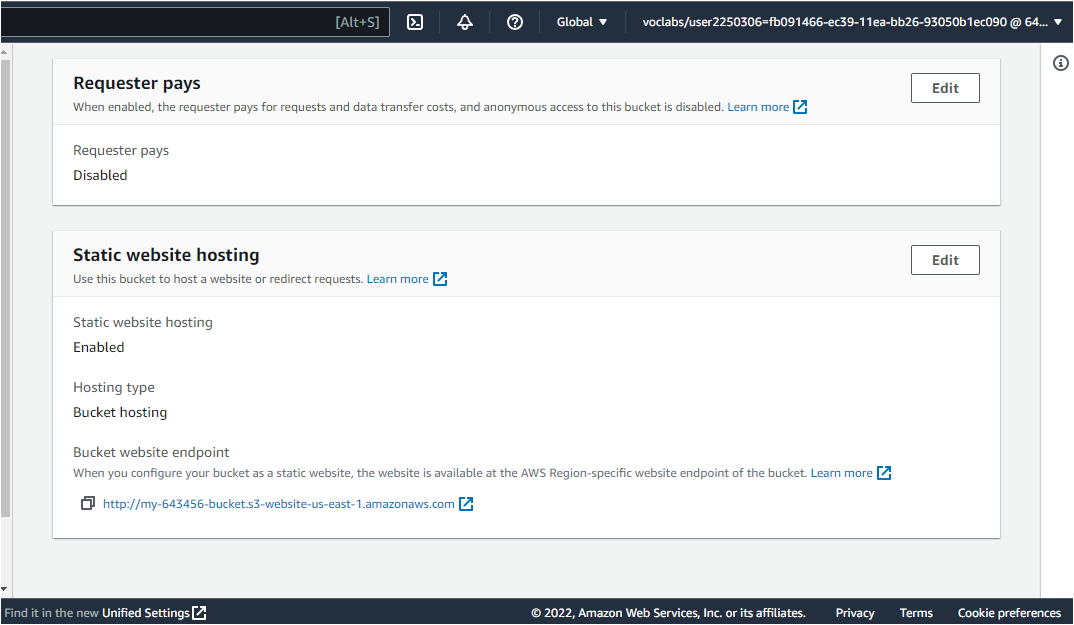 [Alt+S]
Global
voclabs/user2250306=fb091466-ec39-11ea-bb26-93050b1ec090 @ 64...
Requester pays
Edit
When enabled, the requester pays for requests and data transfer costs, and anonymous access to this bucket is disabled. Learn more
Requester pays
Disabled
Static website hosting
Edit
Use this bucket to host a website or redirect requests. Learn more
Static website hosting
Enabled
Hosting type
Bucket hosting
Bucket website endpoint
When you configure your bucket as a static website, the website is available at the AWS Region-specific website endpoint of the bucket. Learn more
http://my-643456-bucket.s3-website-us-east-1.amazonaws.com
Find it in the new Unified Settings
© 2022, Amazon Web Services, Inc. or its affiliates.
Privacy
Terms
Cookie preferences